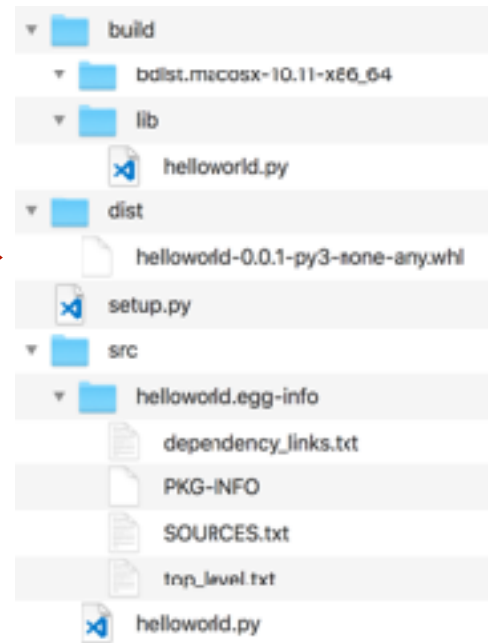 build
bdist.macosx-10.11-x86_64
lib
helloworld.py
dist
helloworld-0.0.1-py3-none-any.whl
setup.py
src
helloworld.egg-info
dependency_links.txt
PKG-INFO
SOURCES.txt
top_level.txt
helloworld.py